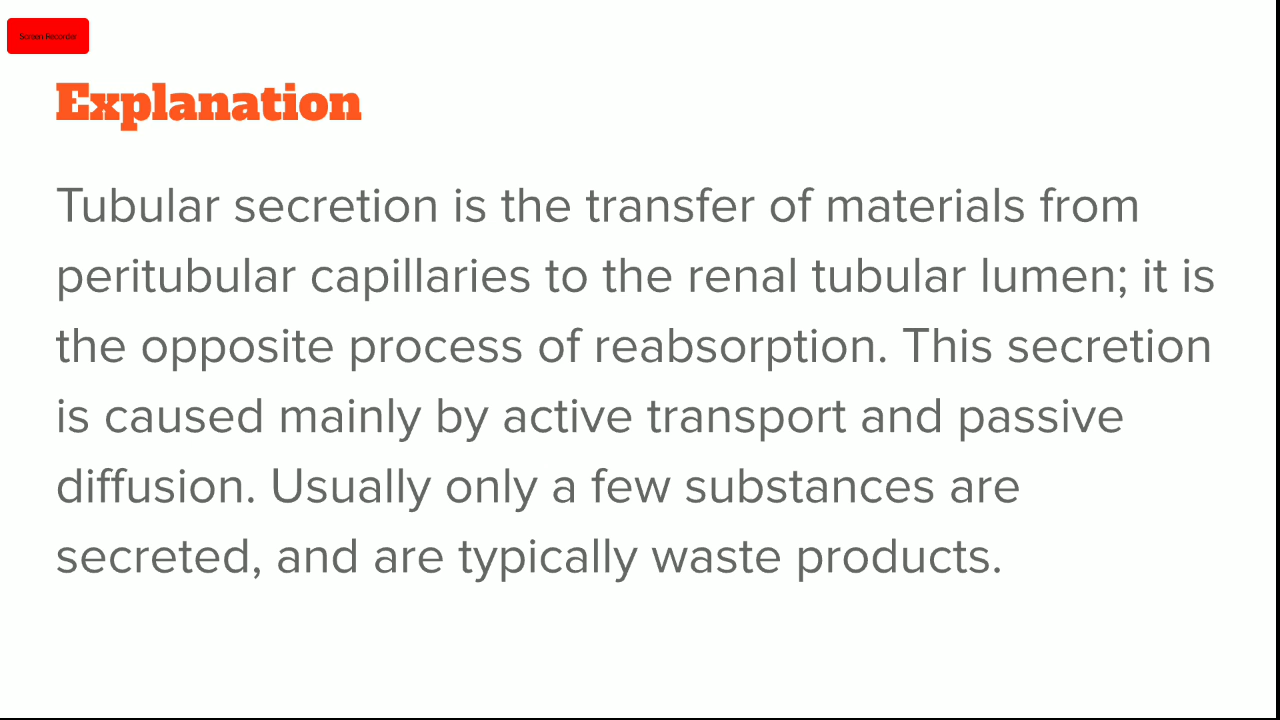 Screen Recorder
Explanation
Tubular secretion is the transfer of materials from
peritubular capillaries to the renal tubular lumen; it is
the opposite process of reabsorption. This secretion
is caused mainly by active transport and passive
diffusion. Usually only a few substances are
secreted, and are typically waste products.